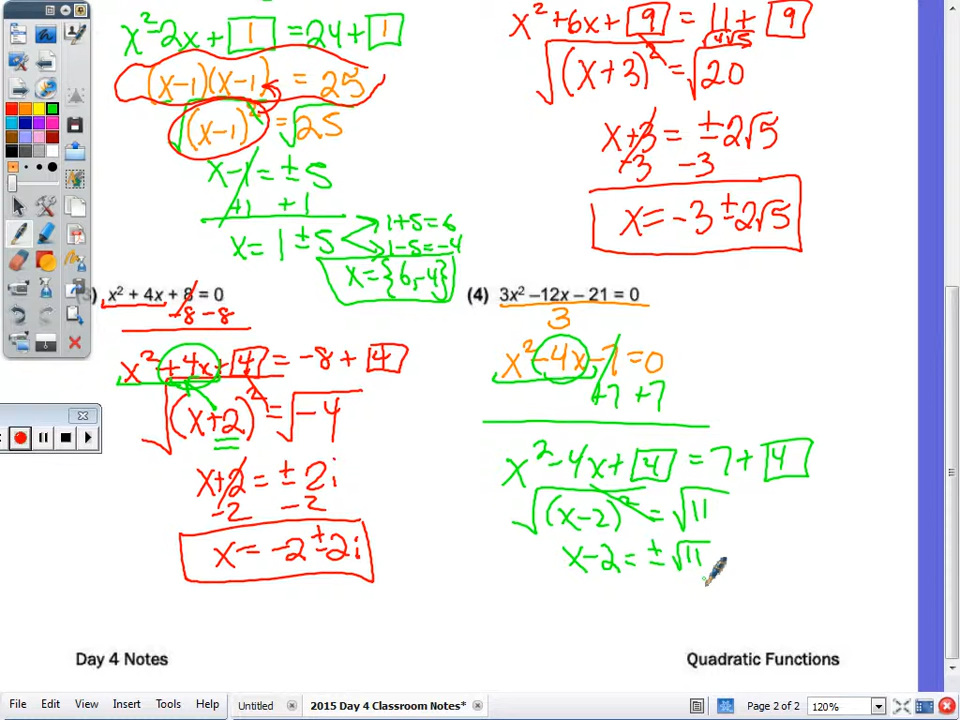 x²-2x + 1 = 24 + 1
(x-1)(x-1) = 25
√(x-1)² = √25
x-1 = ± 5
+1 +1
x = 1 ± 5
1+5=6
1-5=-4
x={6,-4}
x²+6x+ 9 = 11+ 9
4√5
√(x+3)² = √20
x+3 = ±2√5
-3 -3
x = -3 ± 2√5
) x² + 4x + 8 = 0
-8 -8
x² + 4x + 4 = -8 + 4
√(x+2)² = √-4
x+2 = ± 2i
-2 -2
x = -2 ± 2i
(4) 3x² – 12x – 21 = 0
3
x² -4x -7 = 0
+7 +7
x² -4x + 4 = 7 + 4
√(x-2)² = √11
x-2 = ± √11
Day 4 Notes
Quadratic Functions
File Edit View Insert Tools Help Untitled 2015 Day 4 Classroom Notes* Page 2 of 2 120%